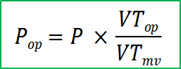 P_op = P × VT_op / VT_mv